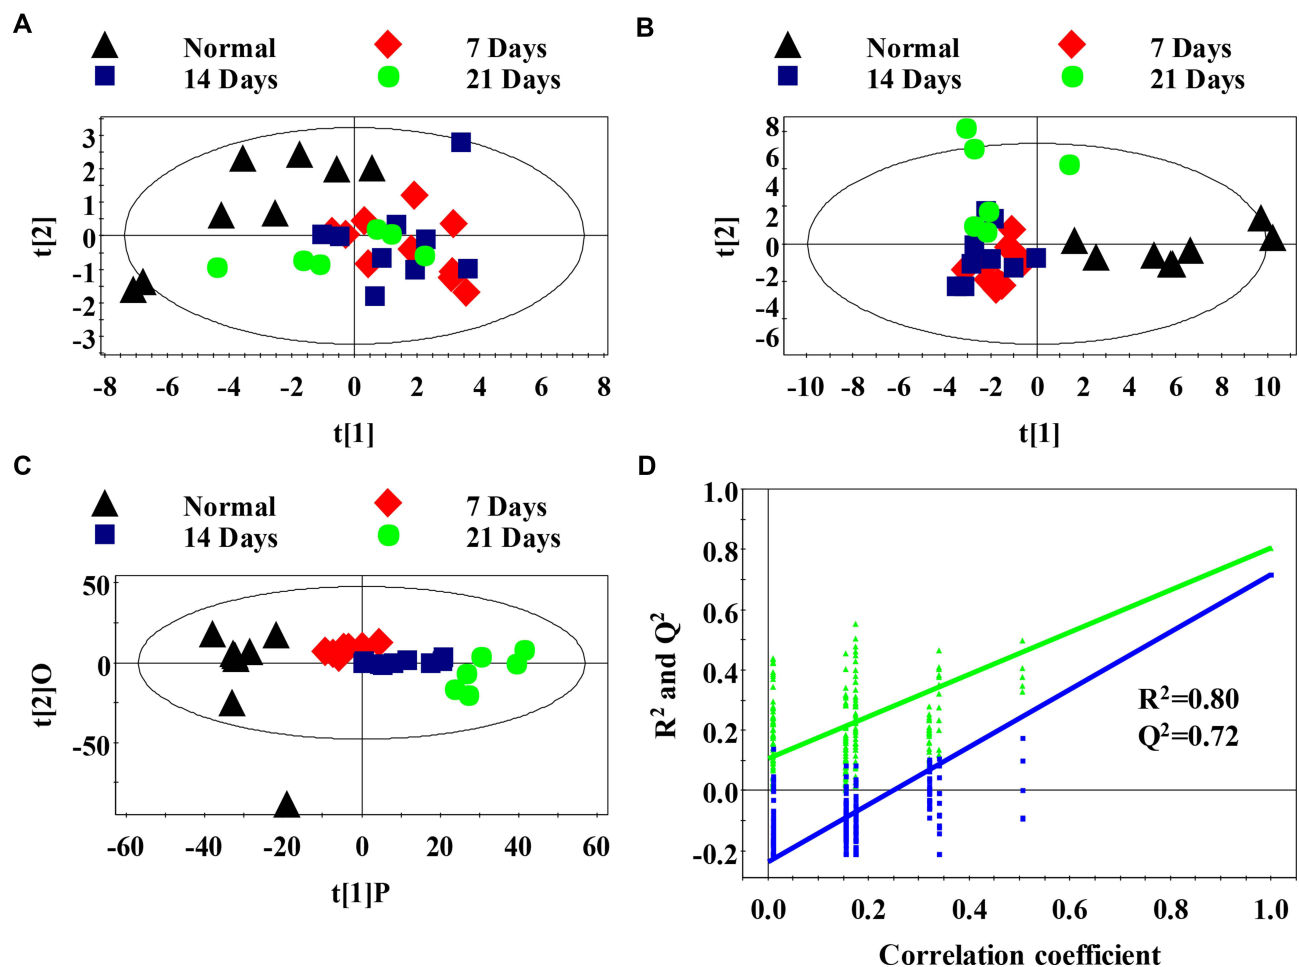 A
Normal
7 Days
14 Days
21 Days
t[2]
3
2
1
0
-1
-2
-3
-8 -6 -4 -2 0 2 4 6 8
t[1]
B
Normal
7 Days
14 Days
21 Days
t[2]
8
6
4
2
0
-2
-4
-6
-10 -8 -6 -4 -2 0 2 4 6 8 10
t[1]
C
Normal
7 Days
14 Days
21 Days
t[2]O
50
0
-50
-60 -40 -20 0 20 40 60
t[1]P
D
R² and Q²
1.0
0.8
0.6
0.4
0.2
0.0
-0.2
R²=0.80
Q²=0.72
0.0 0.2 0.4 0.6 0.8 1.0
Correlation coefficient